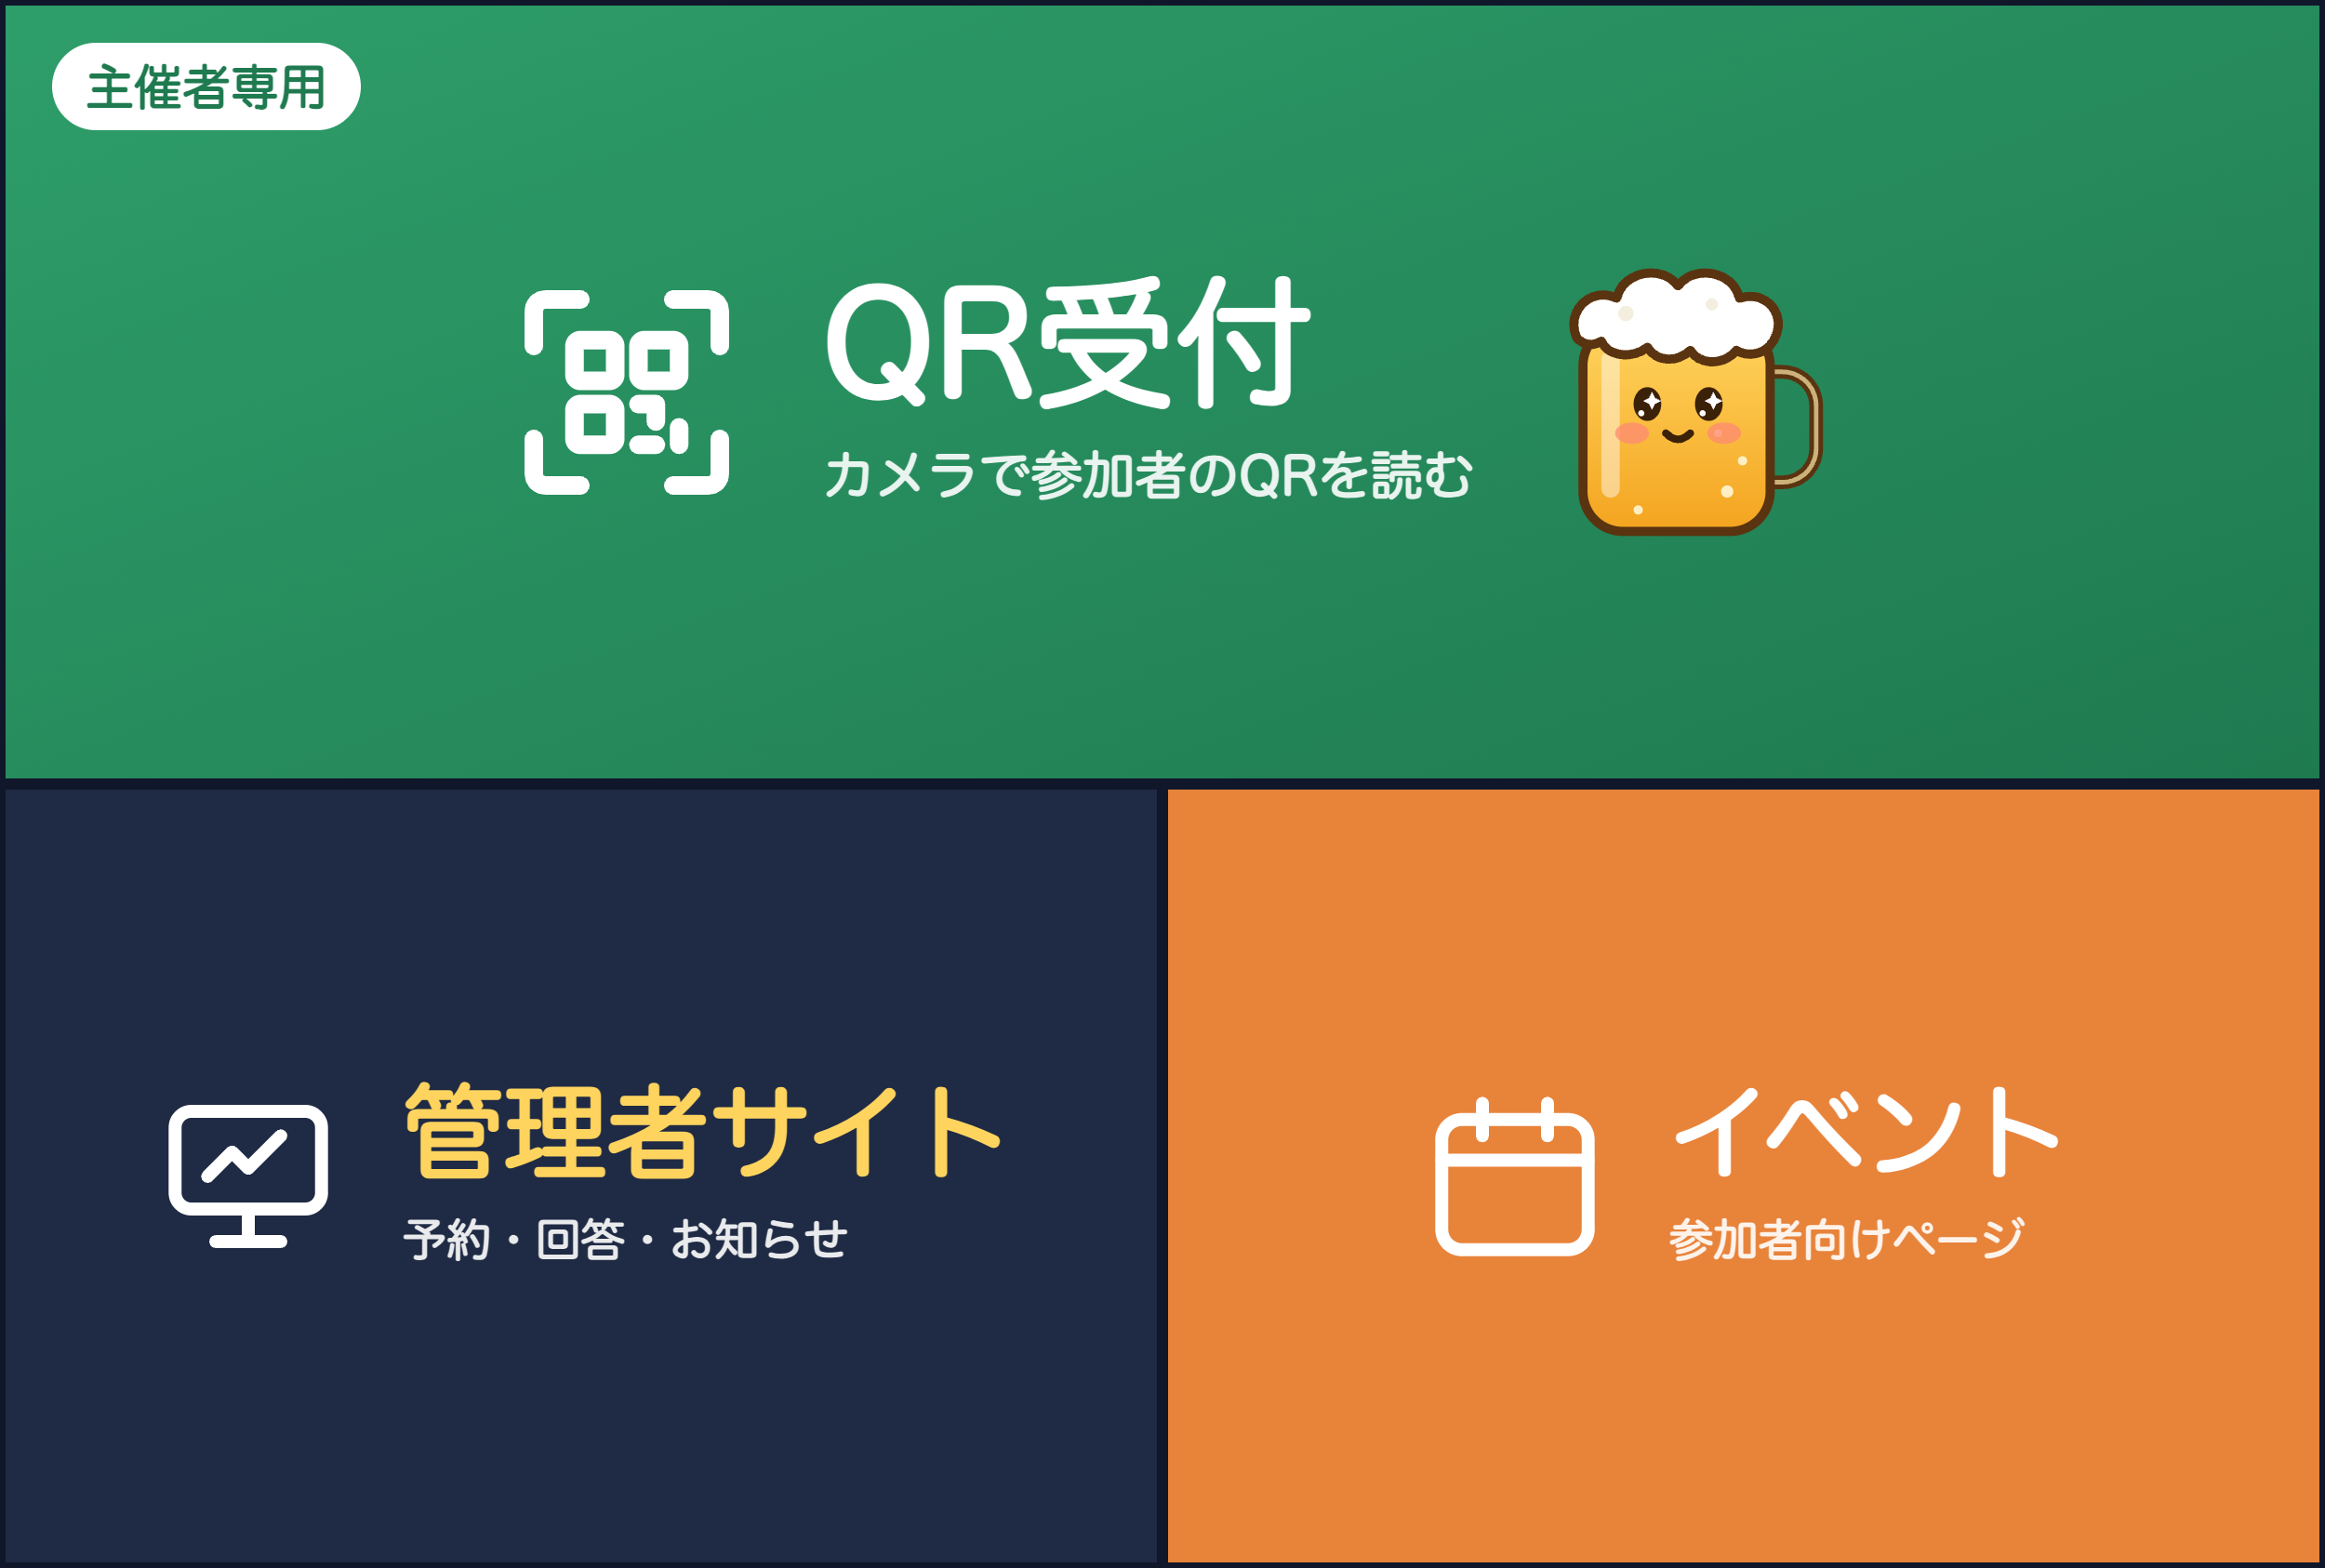 主催者専用
QR受付
カメラで参加者のQRを読む
管理者サイト
予約・回答・お知らせ
イベント
参加者向けページ